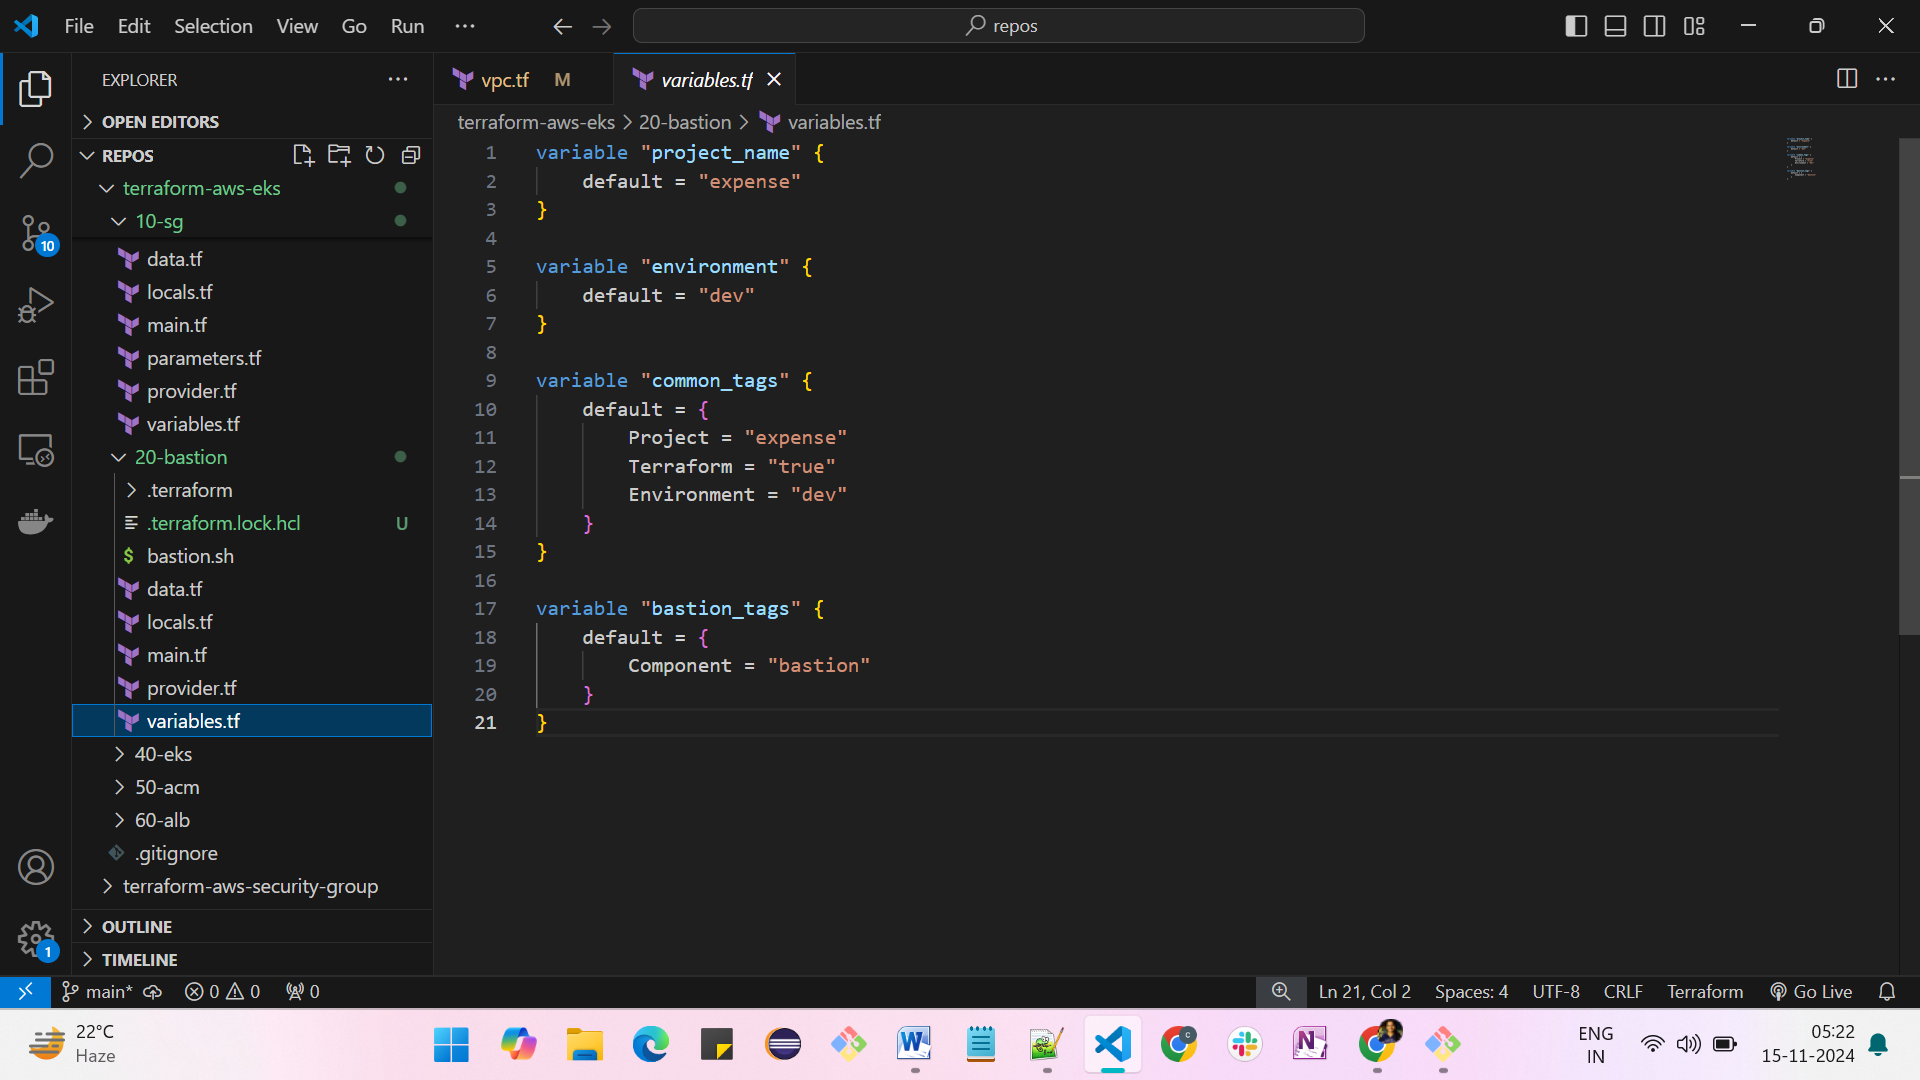 File Edit Selection View Go Run ···
repos
EXPLORER ···
OPEN EDITORS
REPOS
terraform-aws-eks
10-sg
data.tf
locals.tf
main.tf
parameters.tf
provider.tf
variables.tf
20-bastion
.terraform
.terraform.lock.hcl U
$ bastion.sh
data.tf
locals.tf
main.tf
provider.tf
variables.tf
40-eks
50-acm
60-alb
.gitignore
terraform-aws-security-group
OUTLINE
TIMELINE
10
1
vpc.tf M
variables.tf
terraform-aws-eks > 20-bastion > variables.tf
1 variable "project_name" {
2 default = "expense"
3 }
4
5 variable "environment" {
6 default = "dev"
7 }
8
9 variable "common_tags" {
10 default = {
11 Project = "expense"
12 Terraform = "true"
13 Environment = "dev"
14 }
15 }
16
17 variable "bastion_tags" {
18 default = {
19 Component = "bastion"
20 }
21 }
main* 0 0 0
Ln 21, Col 2 Spaces: 4 UTF-8 CRLF Terraform Go Live
22°C
Haze
W
N
C
ENG
IN
05:22
15-11-2024